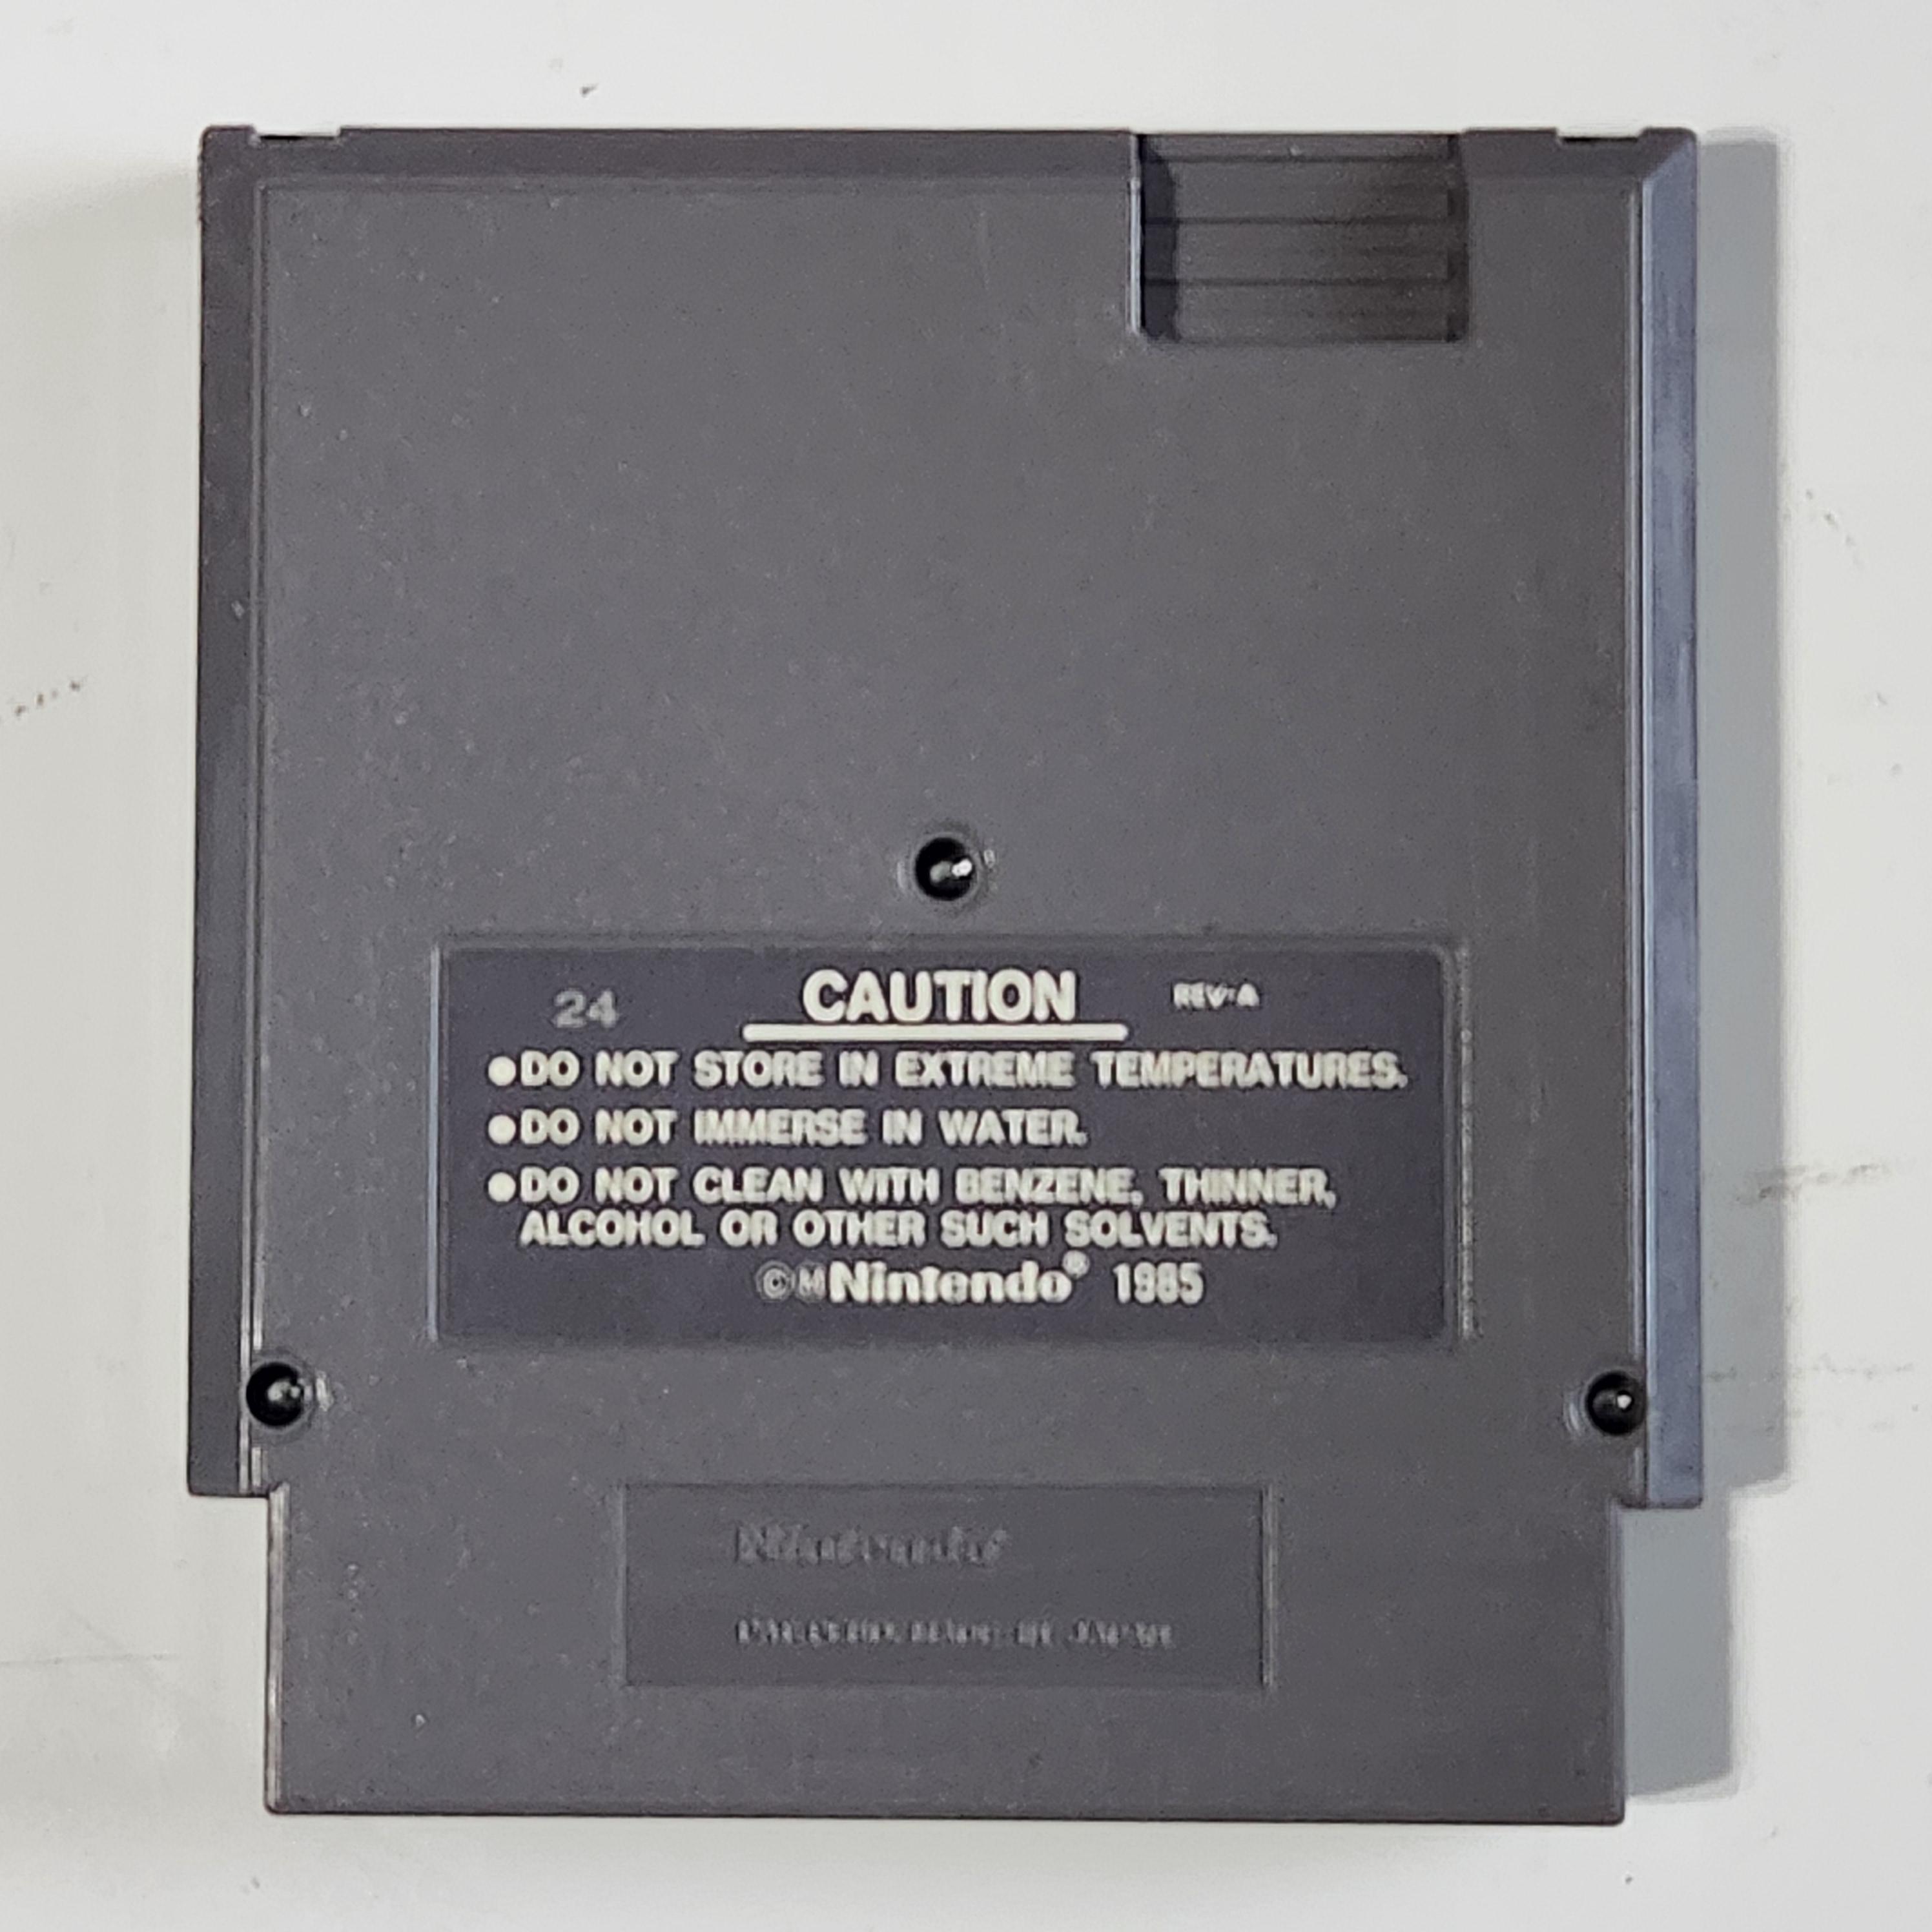 24 CAUTION REV-A
●DO NOT STORE IN EXTREME TEMPERATURES.
●DO NOT IMMERSE IN WATER.
●DO NOT CLEAN WITH BENZENE, THINNER,
ALCOHOL OR OTHER SUCH SOLVENTS.
©Nintendo® 1985
Nintendo